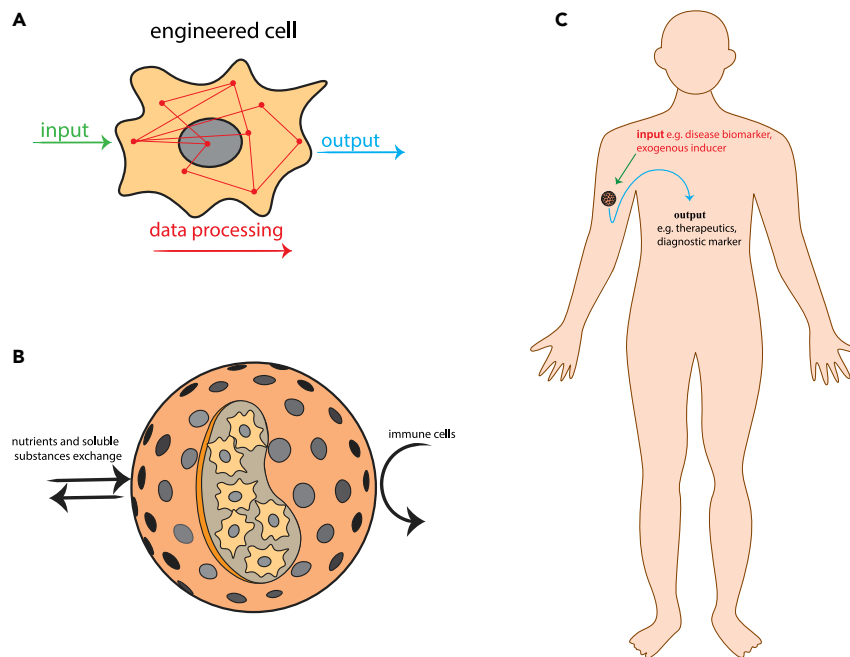 A
engineered cell
input
output
data processing
B
nutrients and soluble
substances exchange
immune cells
C
input e.g. disease biomarker,
exogenous inducer
output
e.g. therapeutics,
diagnostic marker